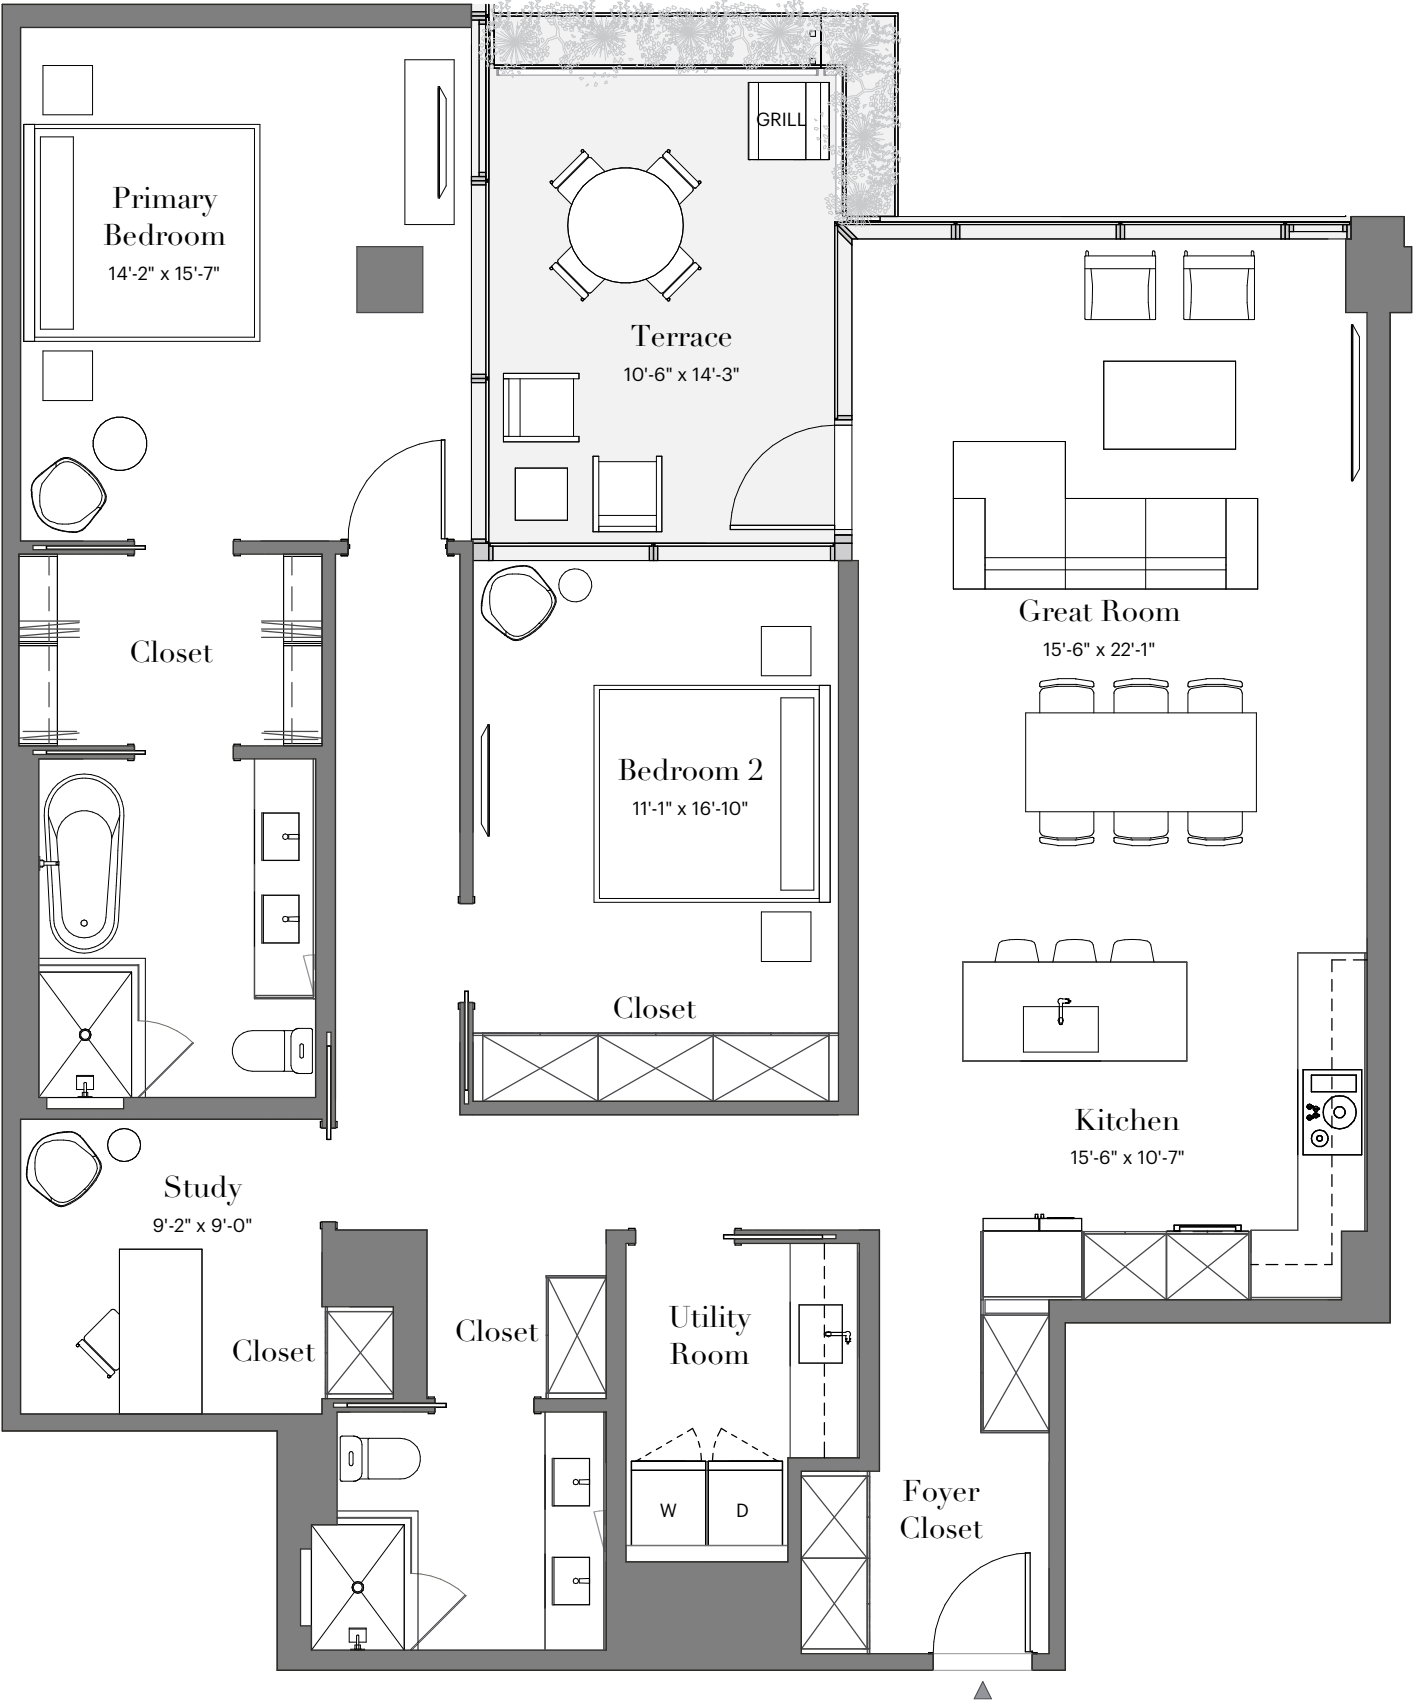 GRILL
Primary
Bedroom
14'-2" x 15'-7"
Terrace
10'-6" x 14'-3"
Great Room
15'-6" x 22'-1"
Closet
Bedroom 2
11'-1" x 16'-10"
Closet
Kitchen
15'-6" x 10'-7"
Study
9'-2" x 9'-0"
Closet
Closet
Utility
Room
W
D
Foyer
Closet